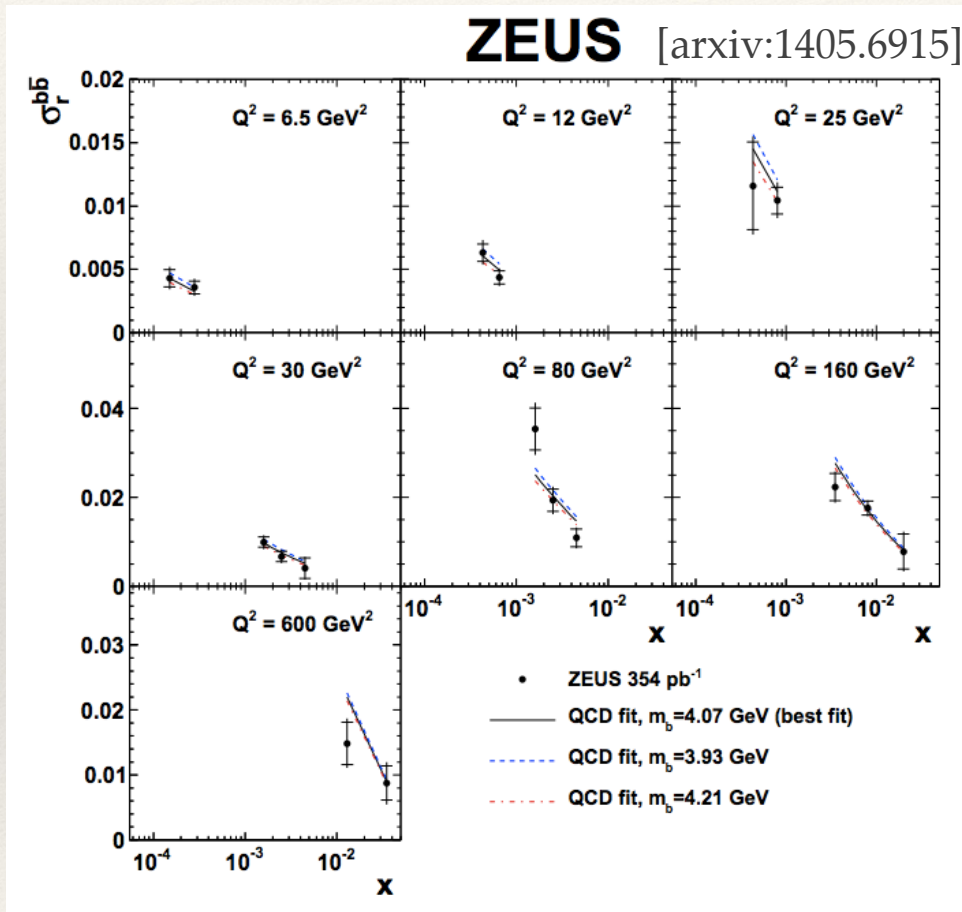 ZEUS [arxiv:1405.6915]
σ_r^{bb̄}
0.02
0.015
0.01
0.005
0
Q² = 6.5 GeV²
Q² = 12 GeV²
Q² = 25 GeV²
0.04
0.02
0
Q² = 30 GeV²
Q² = 80 GeV²
Q² = 160 GeV²
10⁻⁴ 10⁻³ 10⁻² 10⁻⁴ 10⁻³ 10⁻²
x x
0.03
0.02
0.01
0
Q² = 600 GeV²
10⁻⁴ 10⁻³ 10⁻²
x
ZEUS 354 pb⁻¹
QCD fit, m_b=4.07 GeV (best fit)
QCD fit, m_b=3.93 GeV
QCD fit, m_b=4.21 GeV